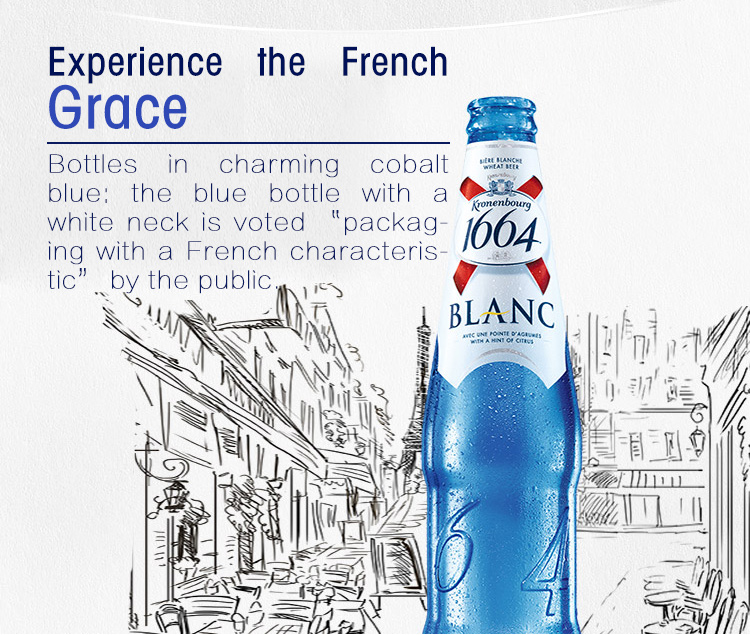 Experience the French
Grace
Bottles in charming cobalt
blue; the blue bottle with a
white neck is voted "packag-
ing with a French characteris-
tic" by the public.
BIÈRE BLANCHE
WHEAT BEER
Kronenbourg
1664
BLANC
AVEC UNE POINTE D'AGRUMES
WITH A HINT OF CITRUS
6 4